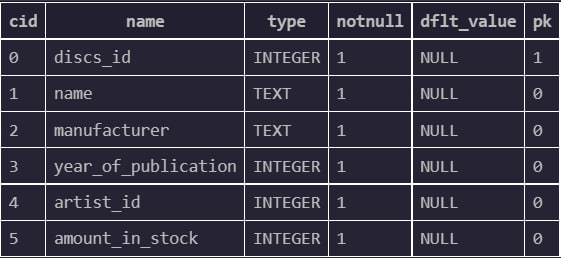 cid name type notnull dflt_value pk
0 discs_id INTEGER 1 NULL 1
1 name TEXT 1 NULL 0
2 manufacturer TEXT 1 NULL 0
3 year_of_publication INTEGER 1 NULL 0
4 artist_id INTEGER 1 NULL 0
5 amount_in_stock INTEGER 1 NULL 0